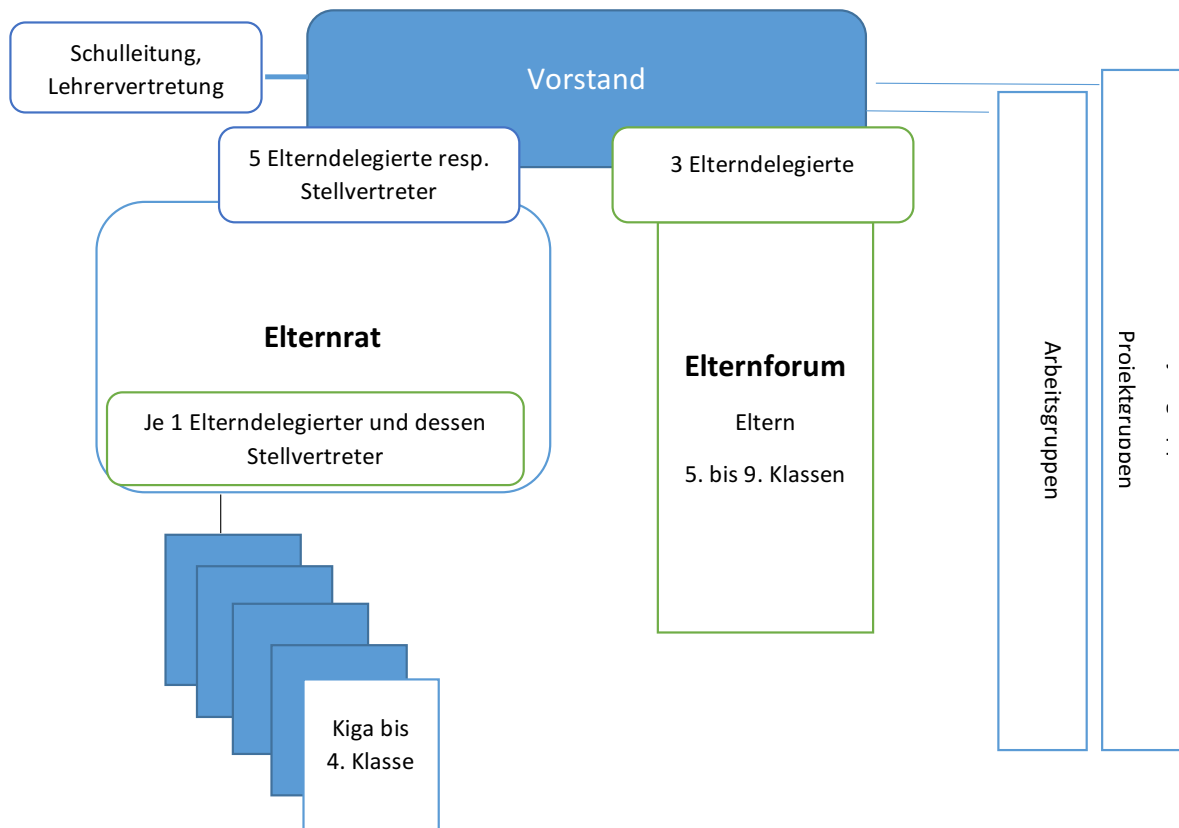 Schulleitung,
Lehrervertretung
Vorstand
5 Elterndelegierte resp.
Stellvertreter
3 Elterndelegierte
Elternrat
Je 1 Elterndelegierter und dessen
Stellvertreter
Elternforum
Eltern
5. bis 9. Klassen
Kiga bis
4. Klasse
Arbeitsgruppen
Projektgruppen